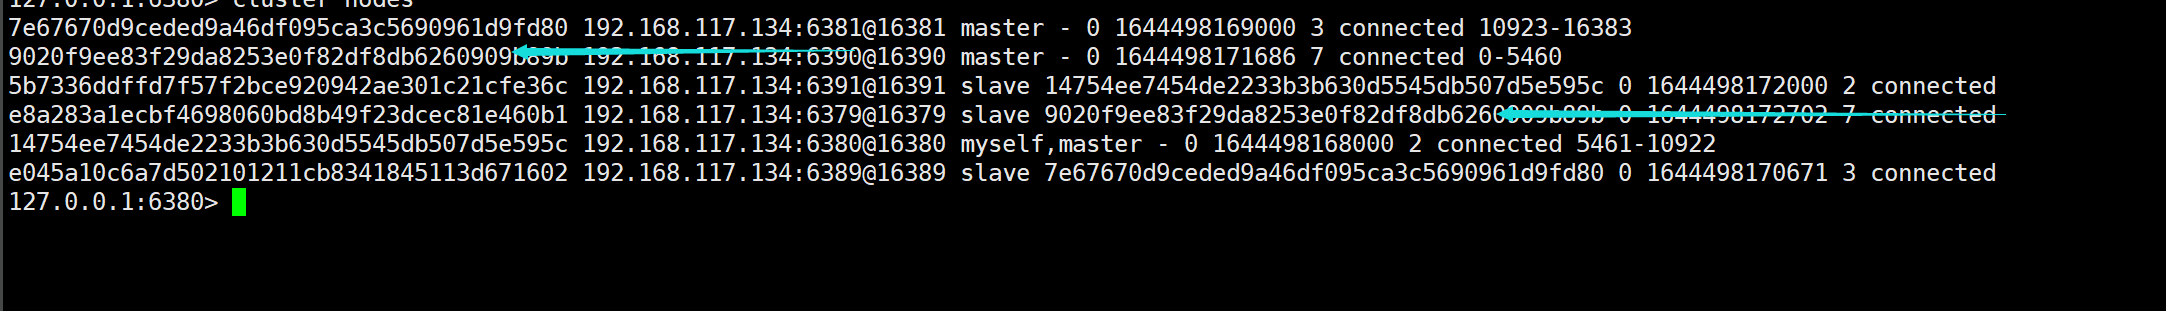 127.0.0.1:6380> cluster nodes
7e67670d9ceded9a46df095ca3c5690961d9fd80 192.168.117.134:6381@16381 master - 0 1644498169000 3 connected 10923-16383
9020f9ee83f29da8253e0f82df8db6260909b89b 192.168.117.134:6390@16390 master - 0 1644498171686 7 connected 0-5460
5b7336ddffd7f57f2bce920942ae301c21cfe36c 192.168.117.134:6391@16391 slave 14754ee7454de2233b3b630d5545db507d5e595c 0 1644498172000 2 connected
e8a283a1ecbf4698060bd8b49f23dcec81e460b1 192.168.117.134:6379@16379 slave 9020f9ee83f29da8253e0f82df8db6260909b89b 0 1644498172702 7 connected
14754ee7454de2233b3b630d5545db507d5e595c 192.168.117.134:6380@16380 myself,master - 0 1644498168000 2 connected 5461-10922
e045a10c6a7d502101211cb8341845113d671602 192.168.117.134:6389@16389 slave 7e67670d9ceded9a46df095ca3c5690961d9fd80 0 1644498170671 3 connected
127.0.0.1:6380>